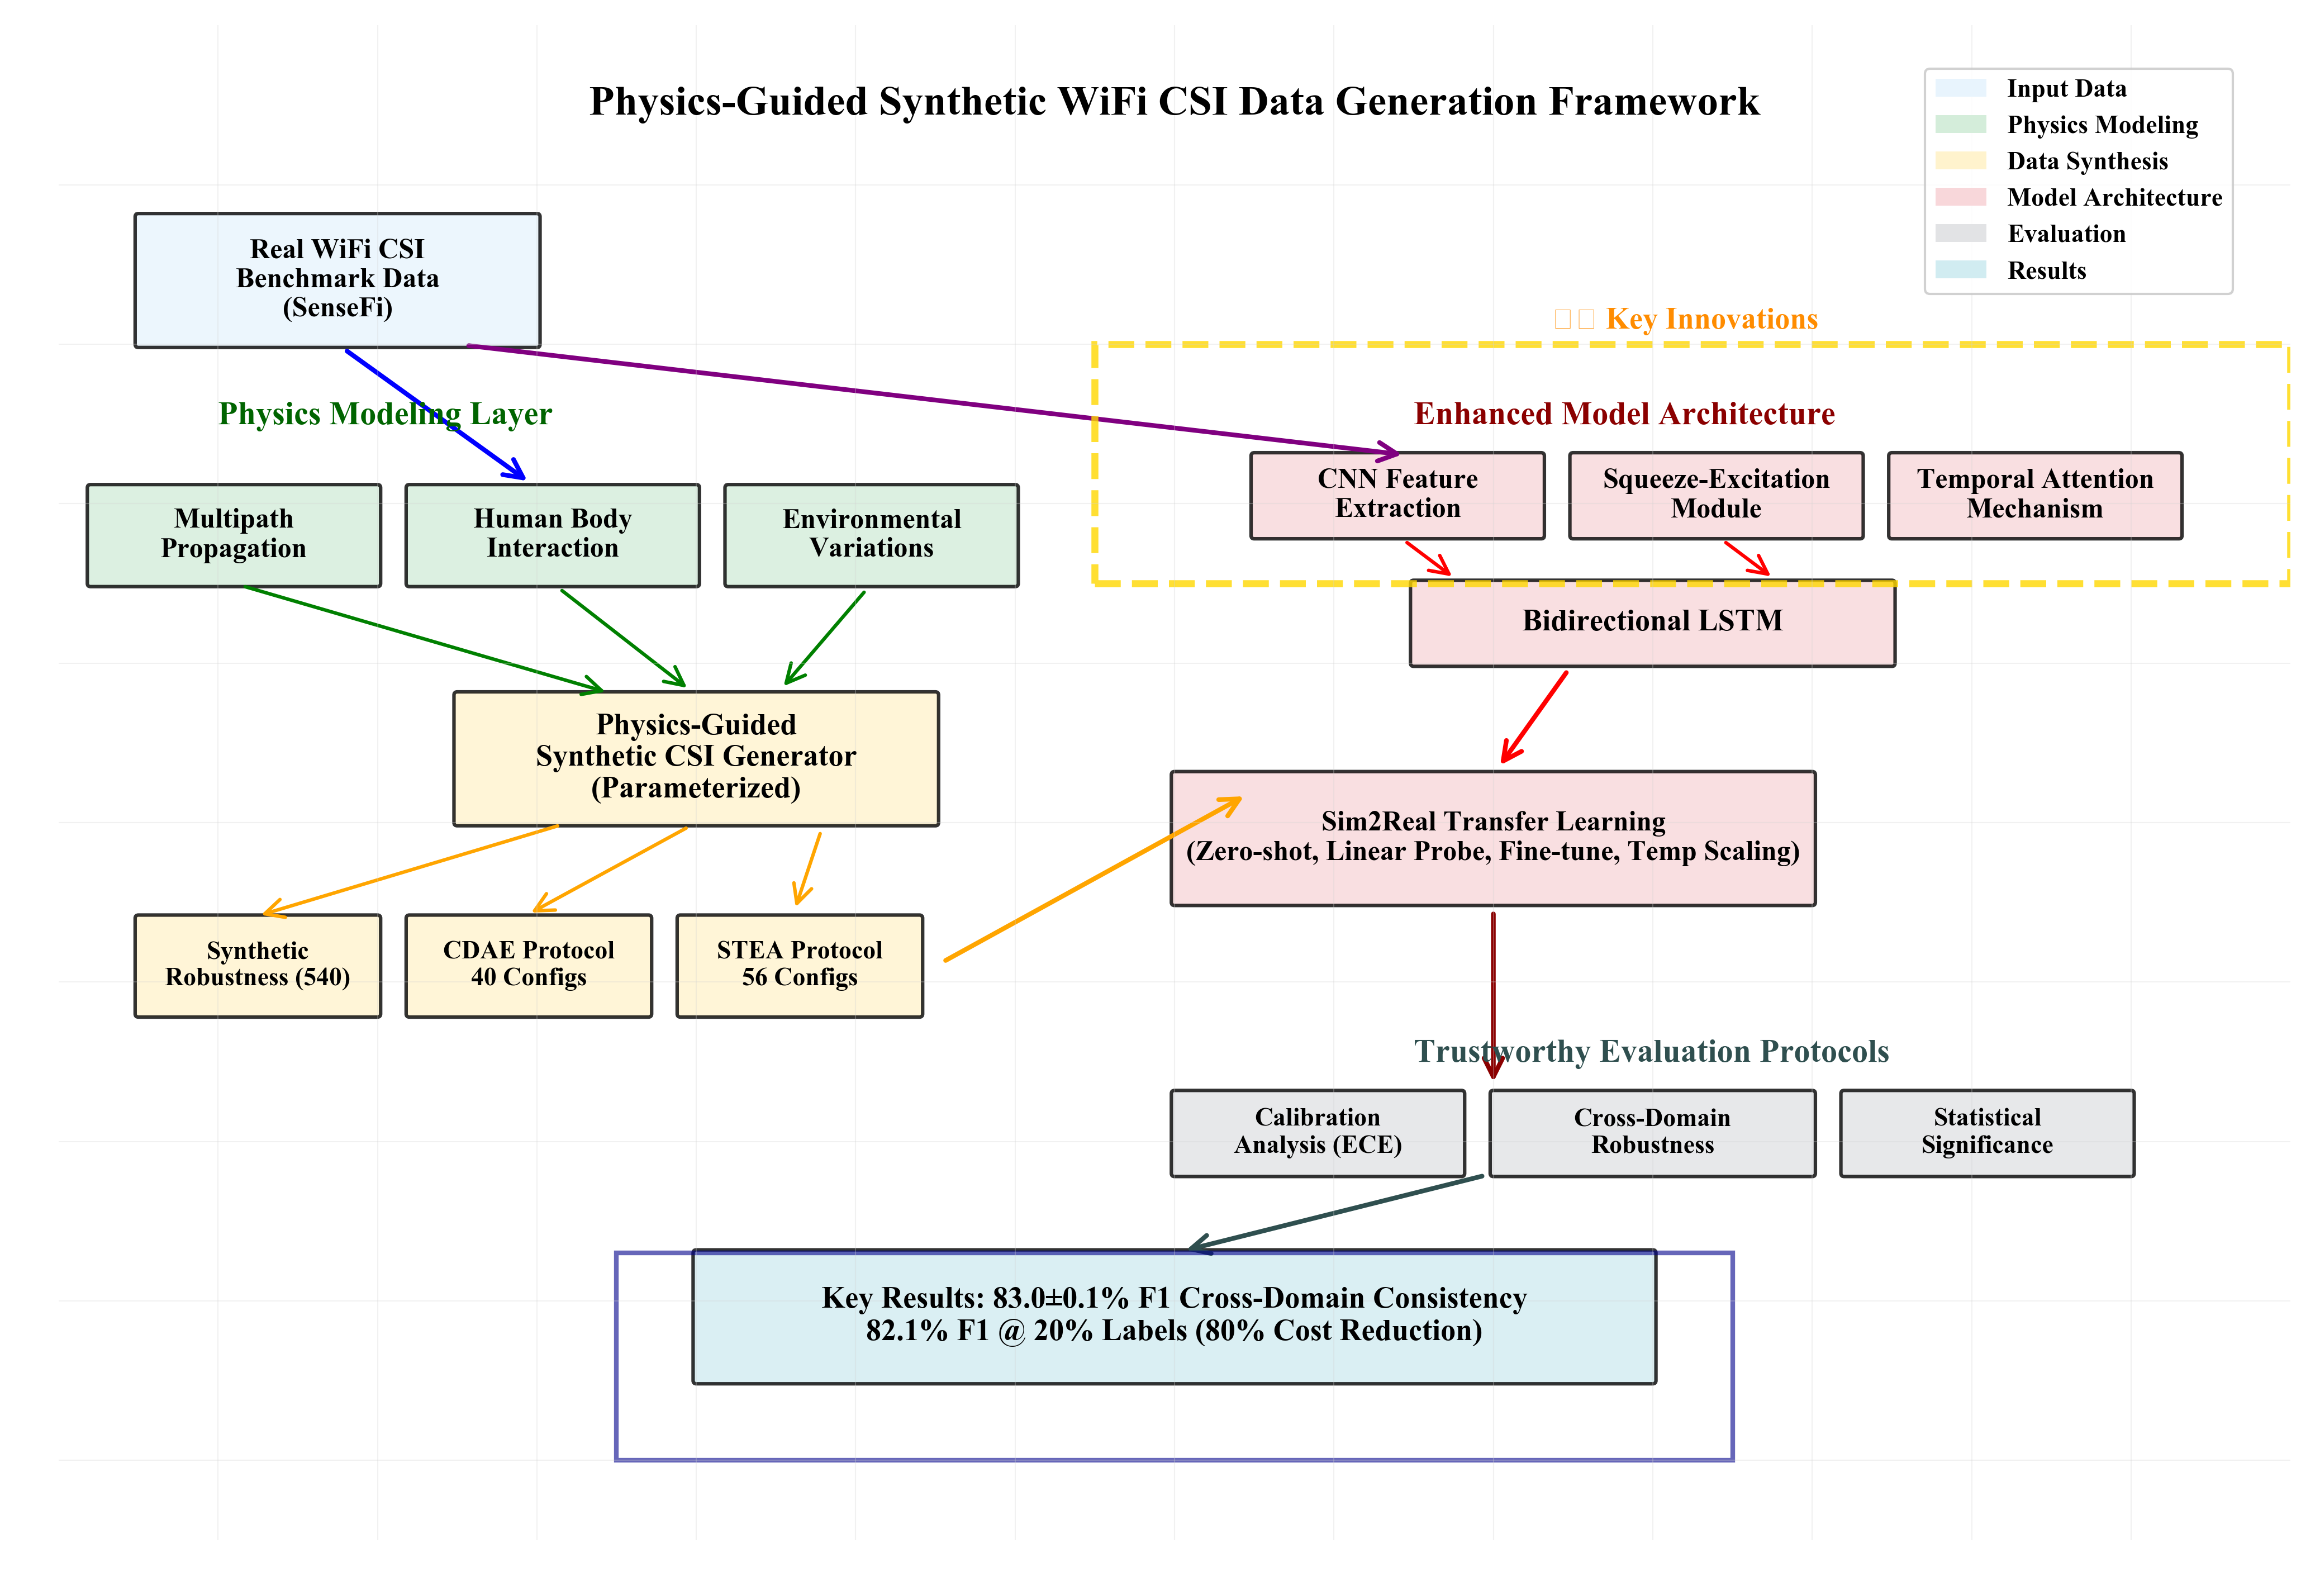 Physics-Guided Synthetic WiFi CSI Data Generation Framework
Input Data
Physics Modeling
Data Synthesis
Model Architecture
Evaluation
Results
Real WiFi CSI
Benchmark Data
(SenseFi)
Key Innovations
Physics Modeling Layer
Enhanced Model Architecture
Multipath
Propagation
Human Body
Interaction
Environmental
Variations
CNN Feature
Extraction
Squeeze-Excitation
Module
Temporal Attention
Mechanism
Bidirectional LSTM
Physics-Guided
Synthetic CSI Generator
(Parameterized)
Sim2Real Transfer Learning
(Zero-shot, Linear Probe, Fine-tune, Temp Scaling)
Synthetic
Robustness (540)
CDAE Protocol
40 Configs
STEA Protocol
56 Configs
Trustworthy Evaluation Protocols
Calibration
Analysis (ECE)
Cross-Domain
Robustness
Statistical
Significance
Key Results: 83.0±0.1% F1 Cross-Domain Consistency
82.1% F1 @ 20% Labels (80% Cost Reduction)